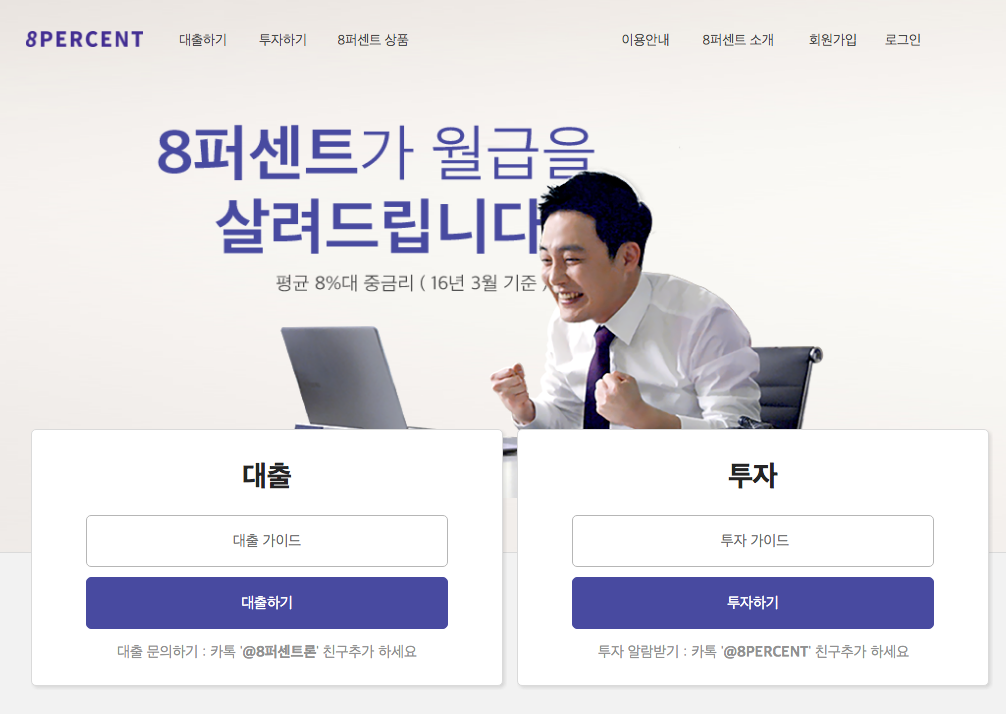 8PERCENT 대출하기 투자하기 8퍼센트 상품 이용안내 8퍼센트 소개 회원가입 로그인
8퍼센트가 월급을
살려드립니다
평균 8%대 중금리 ( 16년 3월 기준 )
대출
대출 가이드
대출하기
대출 문의하기 : 카톡 '@8퍼센트론' 친구추가 하세요
투자
투자 가이드
투자하기
투자 알람받기 : 카톡 '@8PERCENT' 친구추가 하세요